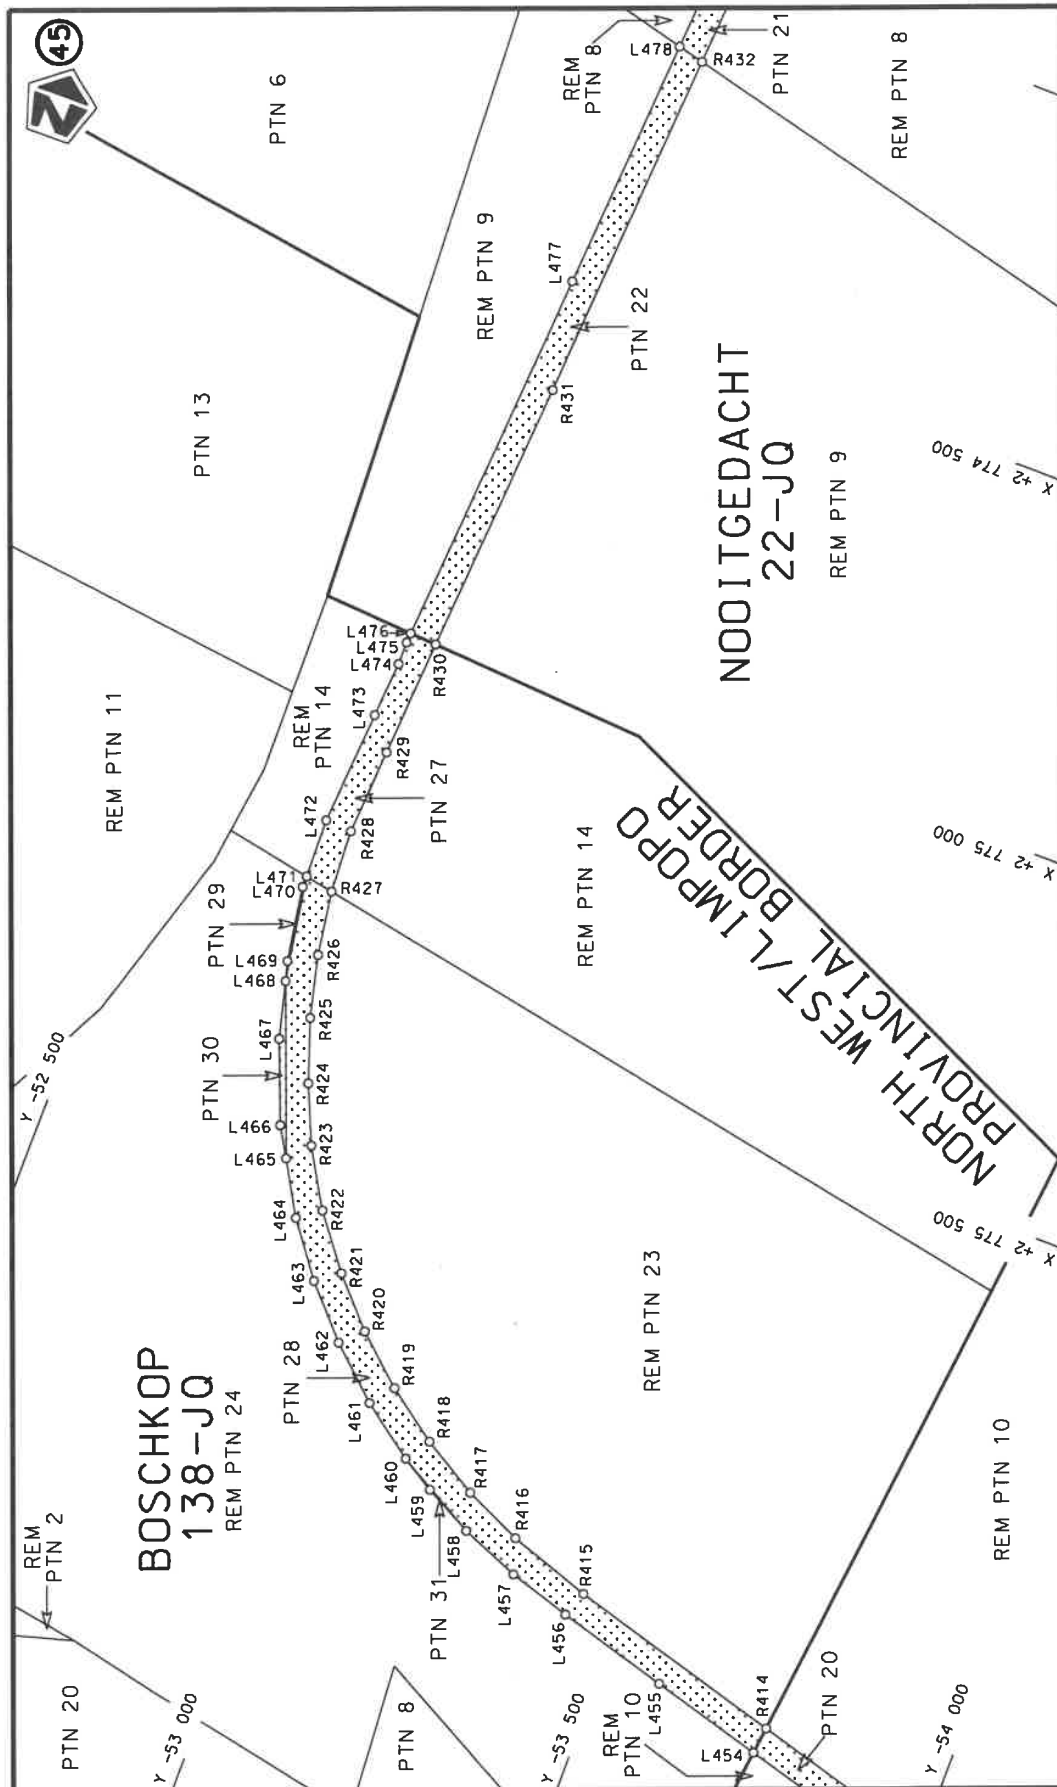 45
N
PTN 6
PTN 13
REM PTN 11
REM PTN 9
REM
PTN 8
L478
R432
PTN 21
REM PTN 8
L477
PTN 22
R431
NOOITGEDACHT
22-JQ
REM PTN 9
X +2 774 500
L476
L475
L474
R430
L473
REM
PTN 14
R429
PTN 27
L472
R428
L471
L470
R427
PTN 29
REM PTN 14
X +2 775 000
NORTH WEST/LIMPOPO
PROVINCIAL BORDER
L469
L468
R426
R425
L467
PTN 30
R424
L466
R423
L465
R422
L464
R421
L463
R420
L462
PTN 28
R419
L461
R418
L460
R417
L459
R416
L458
PTN 31
L457
R415
L456
Y -52 500
X +2 775 500
REM PTN 23
BOSCHKOP
138-JQ
REM PTN 24
REM
PTN 2
PTN 20
Y -53 000
PTN 8
Y -53 500
REM
PTN 10
L455
L454
R414
PTN 20
Y -54 000
REM PTN 10